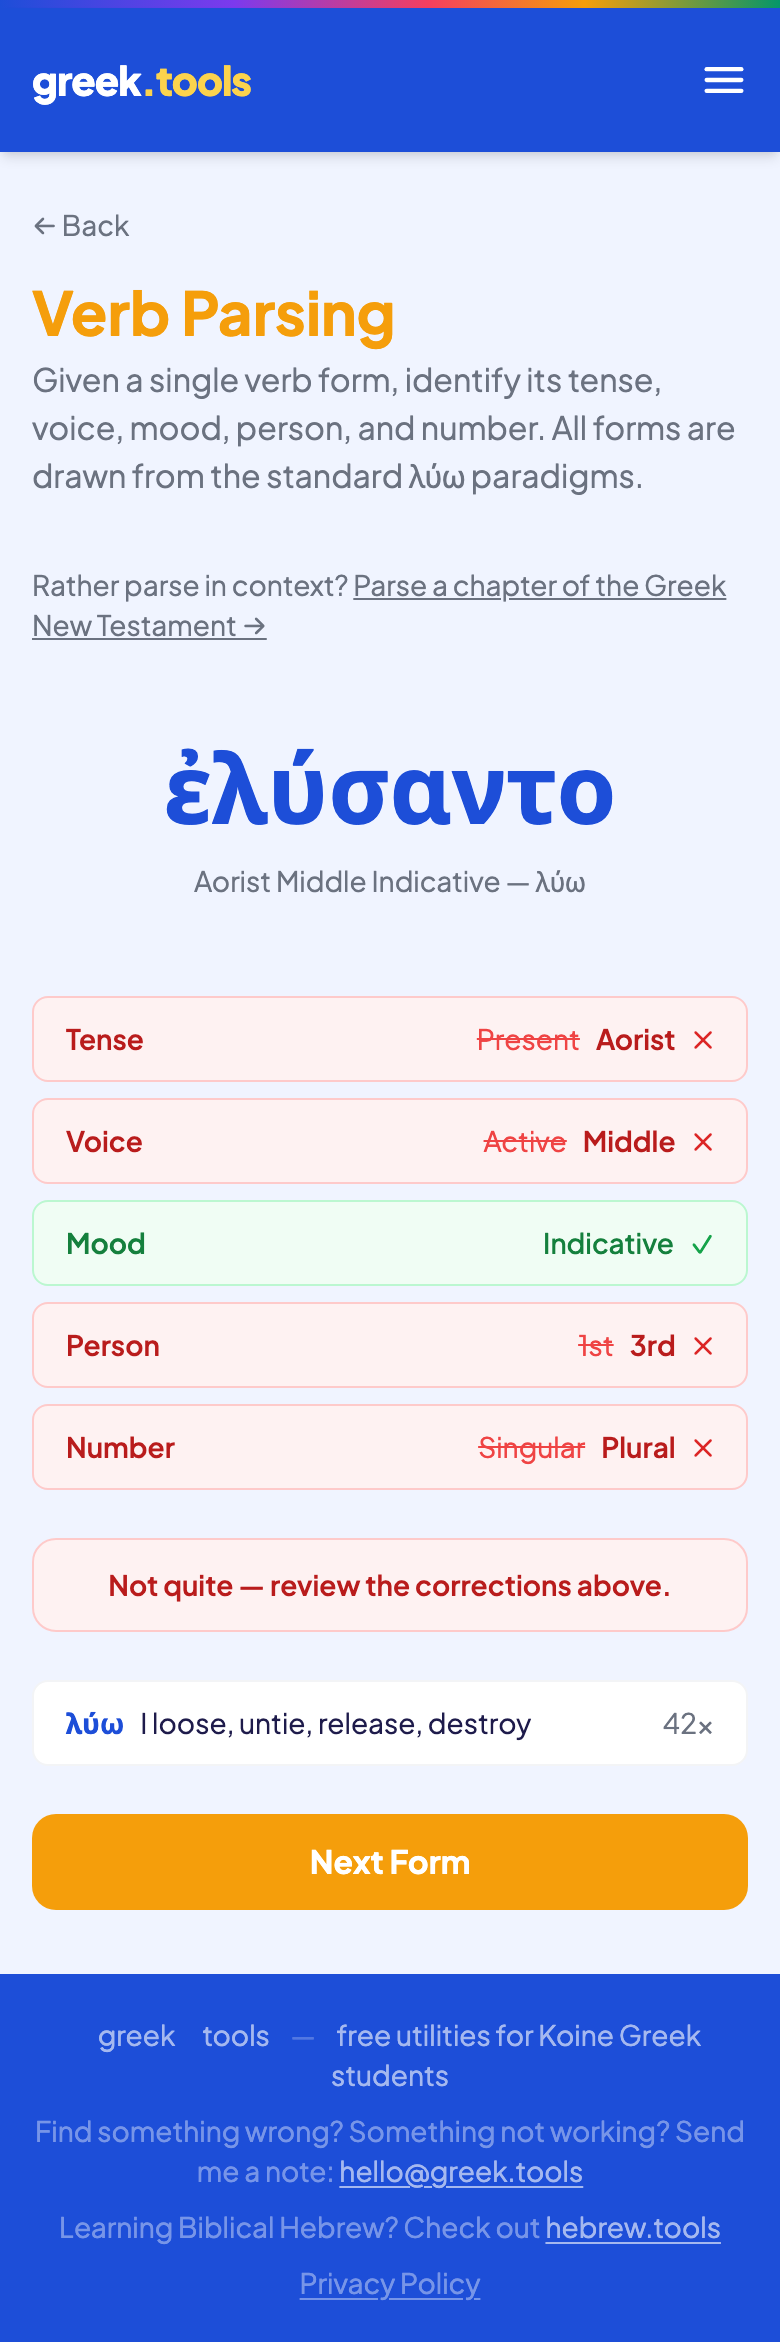 greek.tools
← Back
Verb Parsing
Given a single verb form, identify its tense,
voice, mood, person, and number. All forms are
drawn from the standard λύω paradigms.
Rather parse in context? Parse a chapter of the Greek
New Testament →
ἐλύσαντο
Aorist Middle Indicative — λύω
Tense Present Aorist ×
Voice Active Middle ×
Mood Indicative ✓
Person 1st 3rd ×
Number Singular Plural ×
Not quite — review the corrections above.
λύω I loose, untie, release, destroy 42×
Next Form
greek tools — free utilities for Koine Greek
students
Find something wrong? Something not working? Send
me a note: hello@greek.tools
Learning Biblical Hebrew? Check out hebrew.tools
Privacy Policy